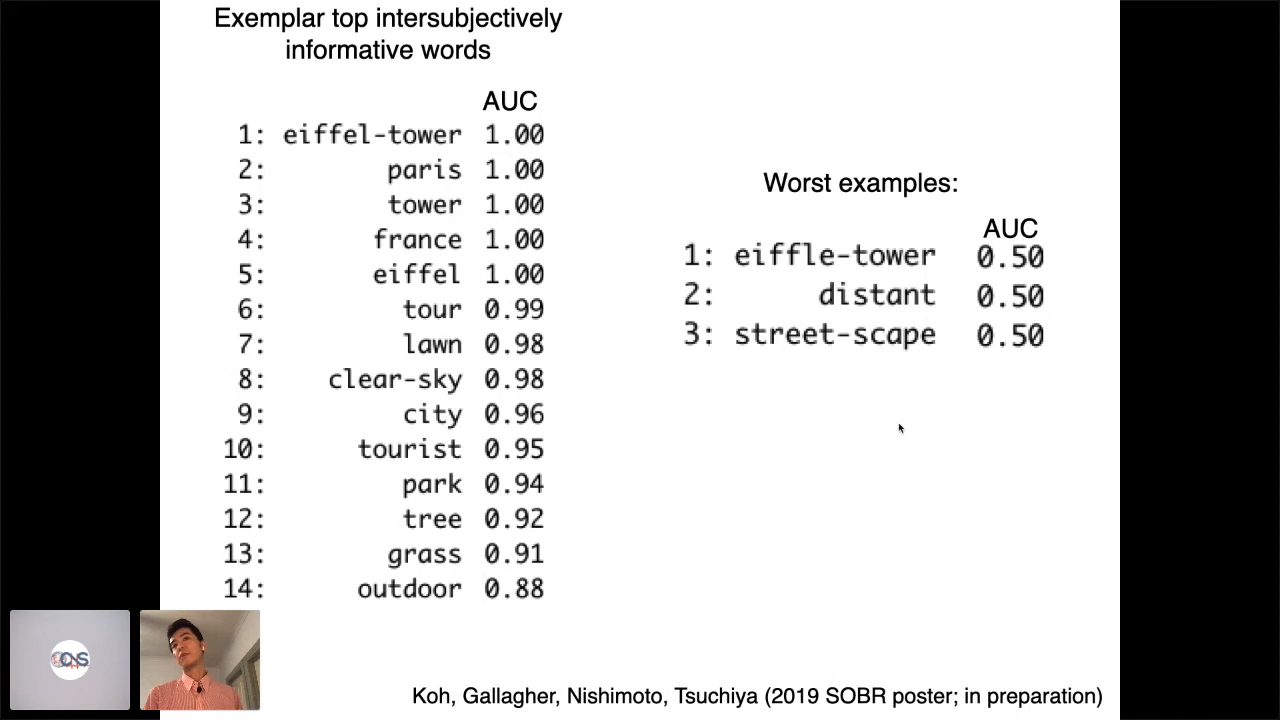 Exemplar top intersubjectively
informative words
AUC
1: eiffel-tower 1.00
2: paris 1.00
3: tower 1.00
4: france 1.00
5: eiffel 1.00
6: tour 0.99
7: lawn 0.98
8: clear-sky 0.98
9: city 0.96
10: tourist 0.95
11: park 0.94
12: tree 0.92
13: grass 0.91
14: outdoor 0.88
Worst examples:
AUC
1: eiffle-tower 0.50
2: distant 0.50
3: street-scape 0.50
Koh, Gallagher, Nishimoto, Tsuchiya (2019 SOBR poster; in preparation)